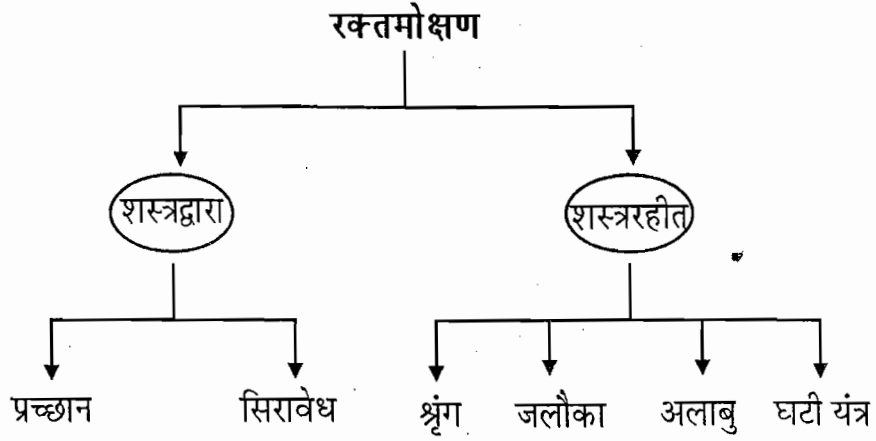 रक्तमोक्षण
शस्त्रद्वारा शस्त्ररहीत
प्रच्छान सिरावेध श्रृंग जलौका अलाबु घटी यंत्र